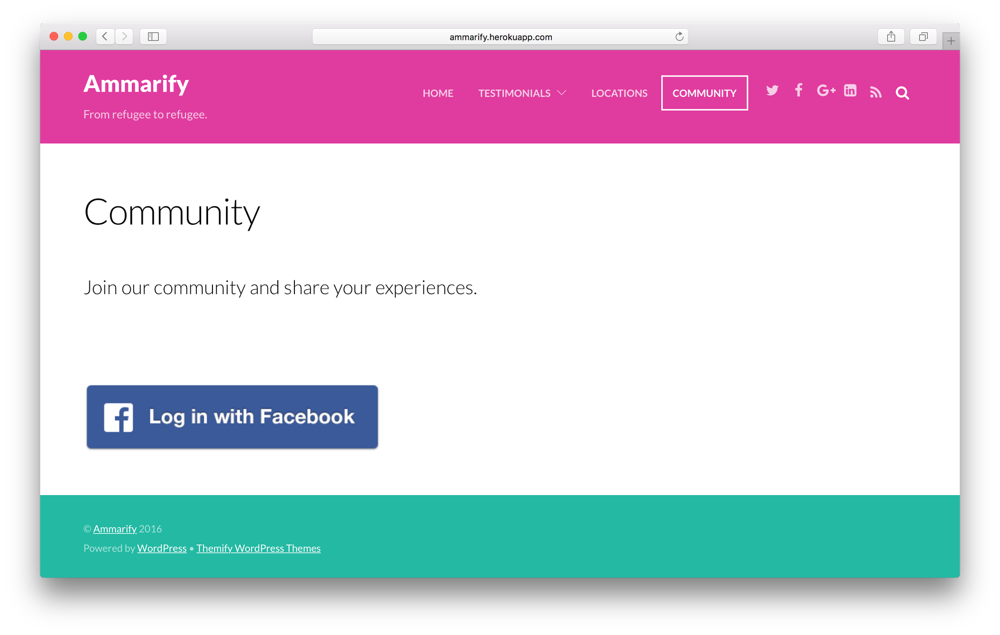 ammarify.herokuapp.com
Ammarify
From refugee to refugee.
HOME TESTIMONIALS LOCATIONS COMMUNITY
Community
Join our community and share your experiences.
Log in with Facebook
© Ammarify 2016
Powered by WordPress • Themify WordPress Themes